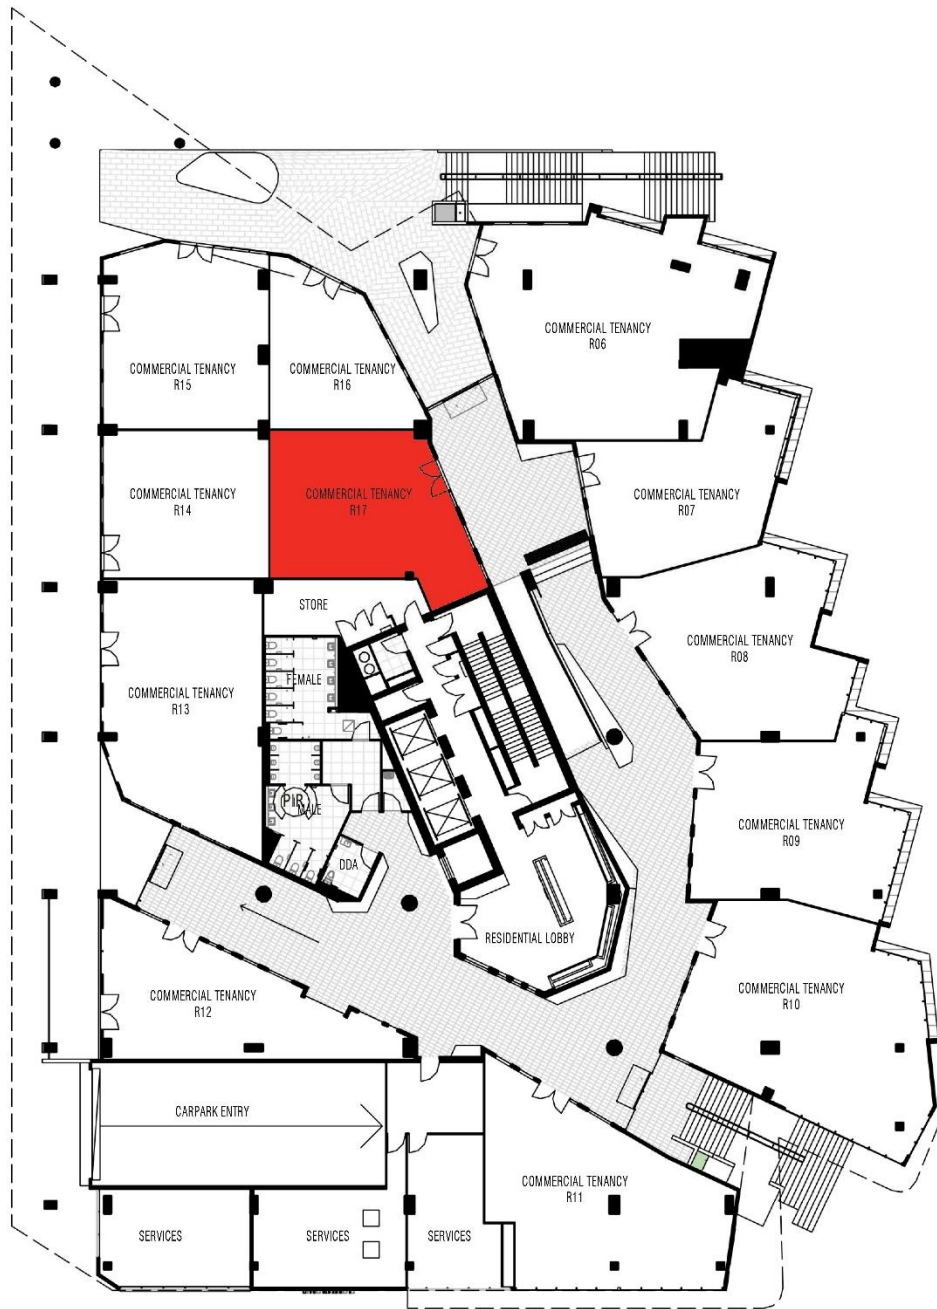 COMMERCIAL TENANCY
R06
COMMERCIAL TENANCY
R15
COMMERCIAL TENANCY
R16
COMMERCIAL TENANCY
R14
COMMERCIAL TENANCY
R17
COMMERCIAL TENANCY
R07
STORE
COMMERCIAL TENANCY
R08
FEMALE
COMMERCIAL TENANCY
R13
PIR
MALE
COMMERCIAL TENANCY
R09
DDA
RESIDENTIAL LOBBY
COMMERCIAL TENANCY
R12
COMMERCIAL TENANCY
R10
CARPARK ENTRY
COMMERCIAL TENANCY
R11
SERVICES
SERVICES
SERVICES